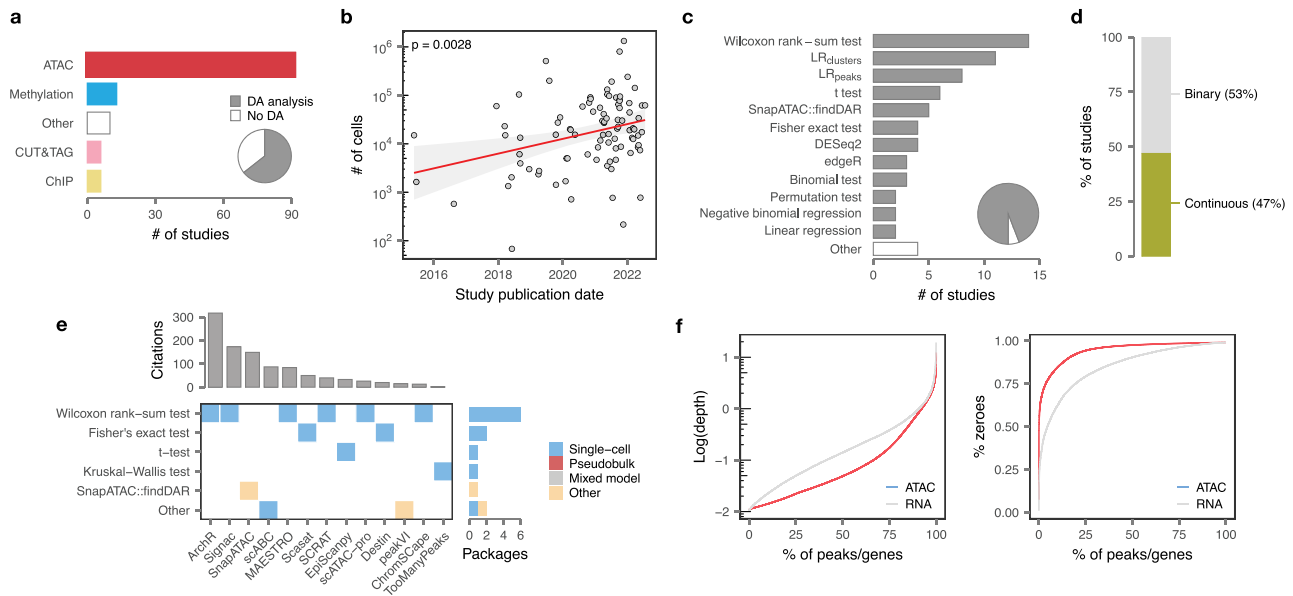 a
ATAC
Methylation
Other
CUT&TAG
ChIP
DA analysis
No DA
0 30 60 90
# of studies
b
p = 0.0028
10^6
10^5
10^4
10^3
10^2
# of cells
2016 2018 2020 2022
Study publication date
c
Wilcoxon rank-sum test
LR_clusters
LR_peaks
t test
SnapATAC::findDAR
Fisher exact test
DESeq2
edgeR
Binomial test
Permutation test
Negative binomial regression
Linear regression
Other
0 5 10 15
# of studies
d
100
75
50
25
0
% of studies
Binary (53%)
Continuous (47%)
e
Citations
300
200
100
0
Wilcoxon rank-sum test
Fisher's exact test
t-test
Kruskal-Wallis test
SnapATAC::findDAR
Other
ArchR
Signac
SnapATAC
scABC
MAESTRO
Scasat
SCRAT
EpiScanpy
scATAC-pro
Destin
peakVI
ChromSCape
TooManyPeaks
0 2 4 6
Packages
Single-cell
Pseudobulk
Mixed model
Other
f
Log(depth)
1
0
-1
-2
ATAC
RNA
0 25 50 75 100
% of peaks/genes
% zeroes
1.00
0.75
0.50
0.25
0.00
ATAC
RNA
0 25 50 75 100
% of peaks/genes